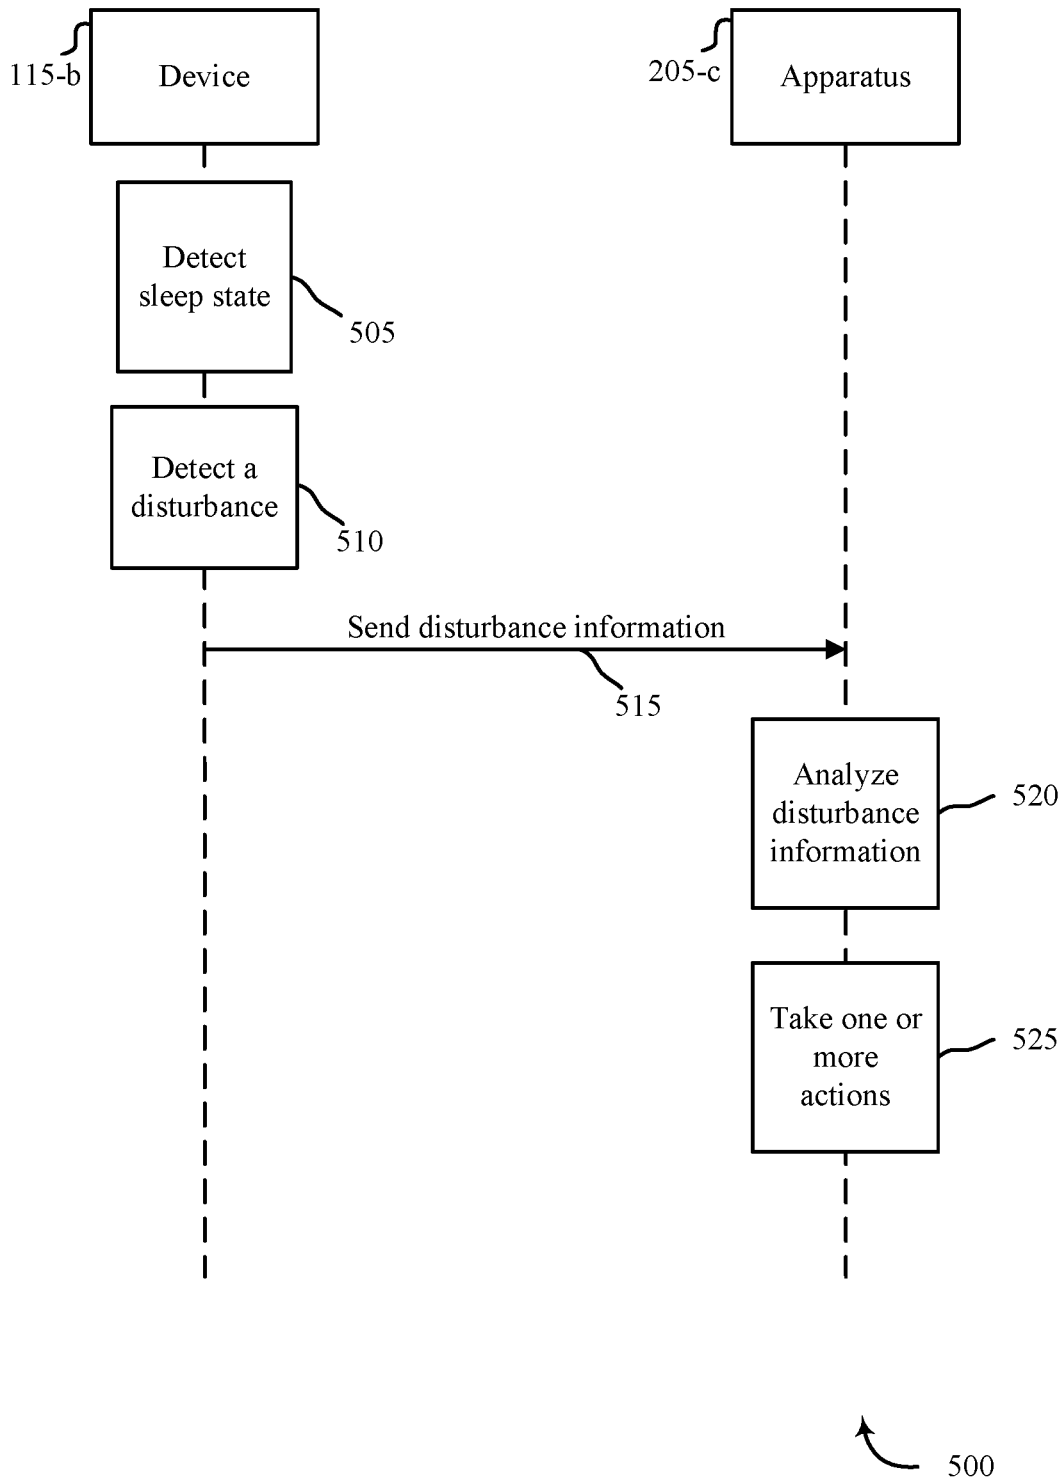 115-b
Device
205-c
Apparatus
Detect
sleep state
505
Detect a
disturbance
510
Send disturbance information
515
Analyze
disturbance
information
520
Take one or
more
actions
525
500